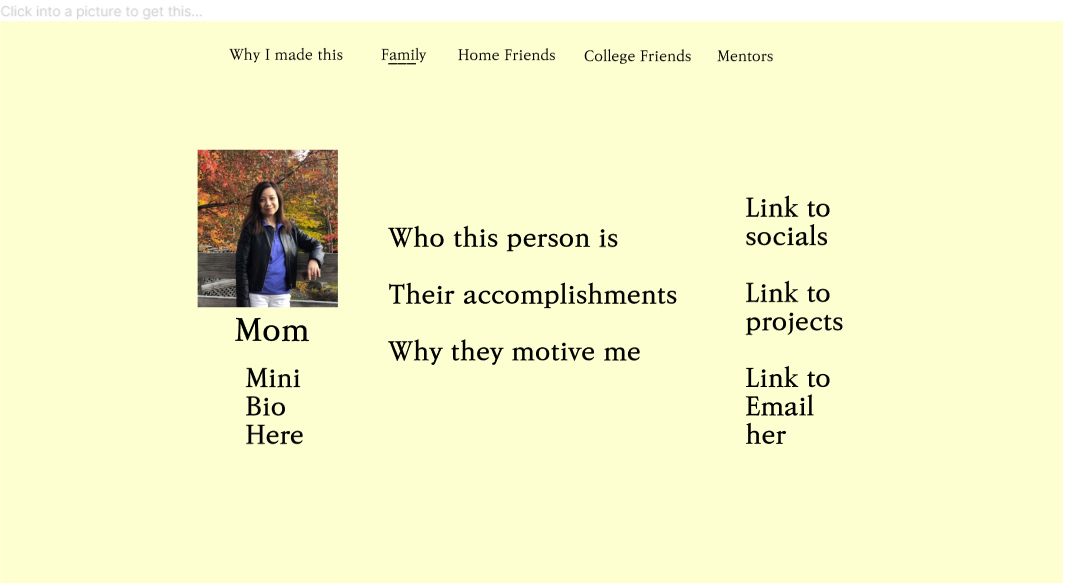 Click into a picture to get this...
Why I made this Family Home Friends College Friends Mentors
Mom
Mini
Bio
Here
Who this person is
Their accomplishments
Why they motive me
Link to
socials
Link to
projects
Link to
Email
her